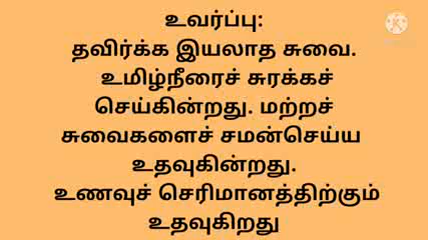 உவர்ப்பு:
தவிர்க்க இயலாத சுவை.
உமிழ்நீரைச் சுரக்கச்
செய்கின்றது. மற்றச்
சுவைகளைச் சமன்செய்ய
உதவுகின்றது.
உணவுச் செரிமானத்திற்கும்
உதவுகிறது